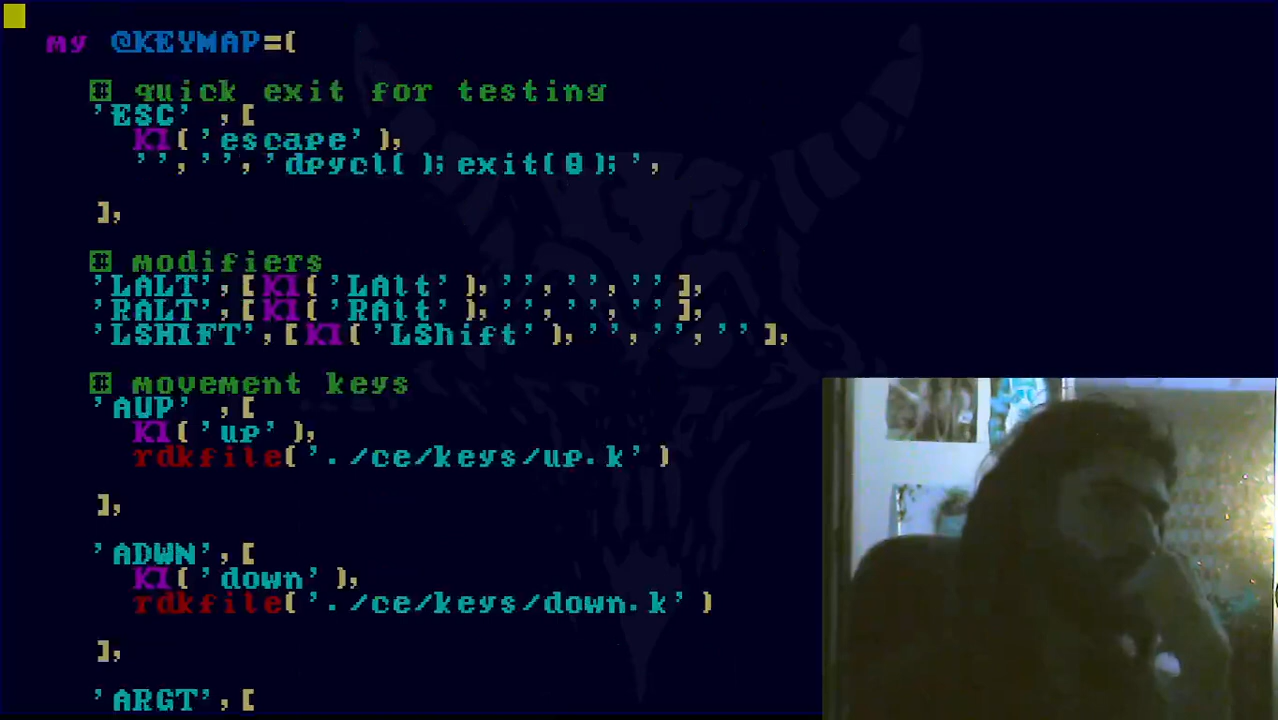 my @KEYMAP=(
# quick exit for testing
'ESC' ,[
KI('escape'),
'','','dpycl();exit(0);',
],
# modifiers
'LALT',[KI('LAlt'),'','',''],
'RALT',[KI('RAlt'),'','',''],
'LSHIFT',[KI('LShift'),'','',''],
# movement keys
'AUP' ,[
KI('up'),
rdkfile('./ce/keys/up.k')
],
'ADWN',[
KI('down'),
rdkfile('./ce/keys/down.k')
],
'ARGT',[